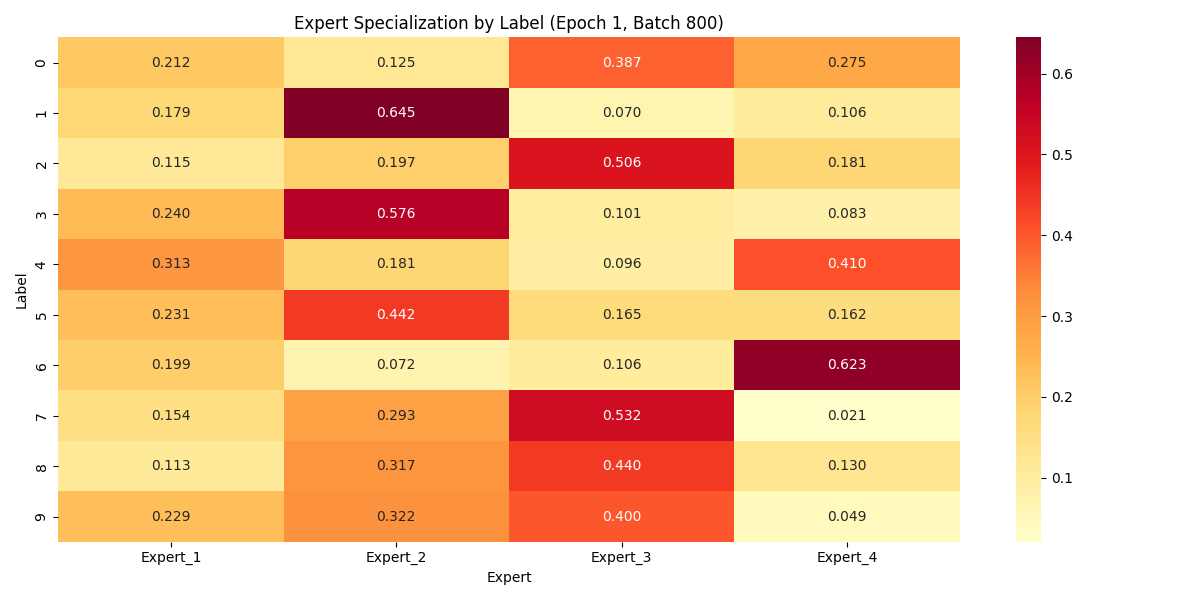 Expert Specialization by Label (Epoch 1, Batch 800)
Label
0 0.212 0.125 0.387 0.275
1 0.179 0.645 0.070 0.106
2 0.115 0.197 0.506 0.181
3 0.240 0.576 0.101 0.083
4 0.313 0.181 0.096 0.410
5 0.231 0.442 0.165 0.162
6 0.199 0.072 0.106 0.623
7 0.154 0.293 0.532 0.021
8 0.113 0.317 0.440 0.130
9 0.229 0.322 0.400 0.049
Expert_1 Expert_2 Expert_3 Expert_4
Expert
0.6
0.5
0.4
0.3
0.2
0.1